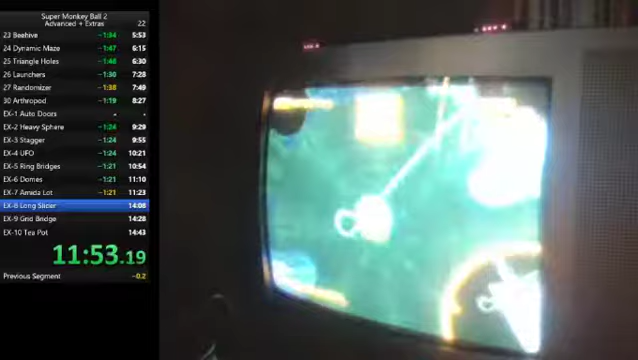 Super Monkey Ball 2
Advanced + Extras 22
23 Beehive -1:34 5:53
24 Dynamic Maze -1:47 6:15
25 Triangle Holes -1:48 6:30
26 Launchers -1:30 7:28
27 Randomizer -1:38 7:49
30 Arthropod -1:19 8:27
EX-1 Auto Doors - -
EX-2 Heavy Sphere -1:24 9:29
EX-3 Stagger -1:24 9:55
EX-4 UFO -1:24 10:21
EX-5 Ring Bridges -1:21 10:54
EX-6 Domes -1:21 11:10
EX-7 Amida Lot -1:21 11:23
EX-8 Long Slider 14:08
EX-9 Grid Bridge 14:28
EX-10 Tea Pot 14:43
11:53.19
Previous Segment -0.2